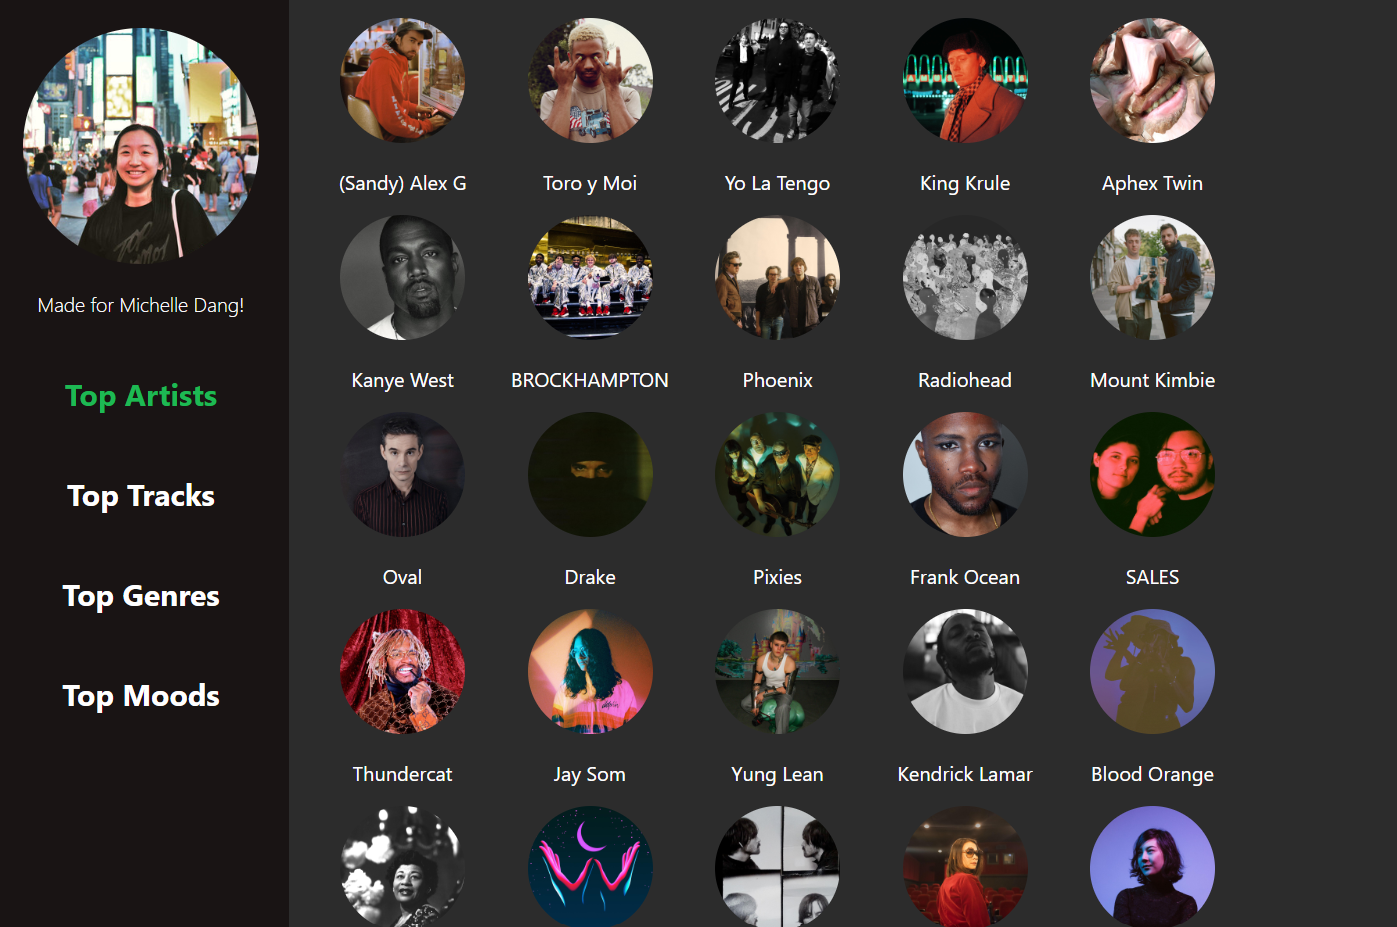 Made for Michelle Dang!
Top Artists
Top Tracks
Top Genres
Top Moods
(Sandy) Alex G
Toro y Moi
Yo La Tengo
King Krule
Aphex Twin
Kanye West
BROCKHAMPTON
Phoenix
Radiohead
Mount Kimbie
Oval
Drake
Pixies
Frank Ocean
SALES
Thundercat
Jay Som
Yung Lean
Kendrick Lamar
Blood Orange